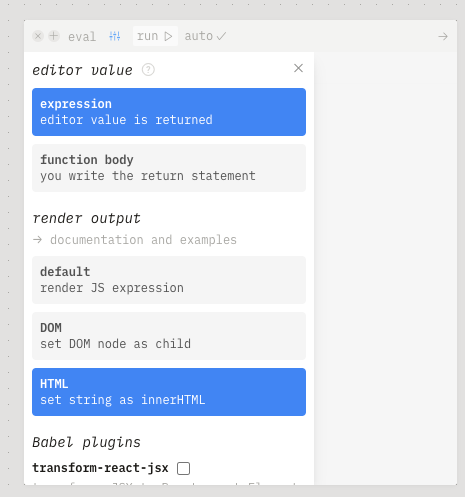 eval run auto
editor value ?
expression
editor value is returned
function body
you write the return statement
render output
→ documentation and examples
default
render JS expression
DOM
set DOM node as child
HTML
set string as innerHTML
Babel plugins
transform-react-jsx